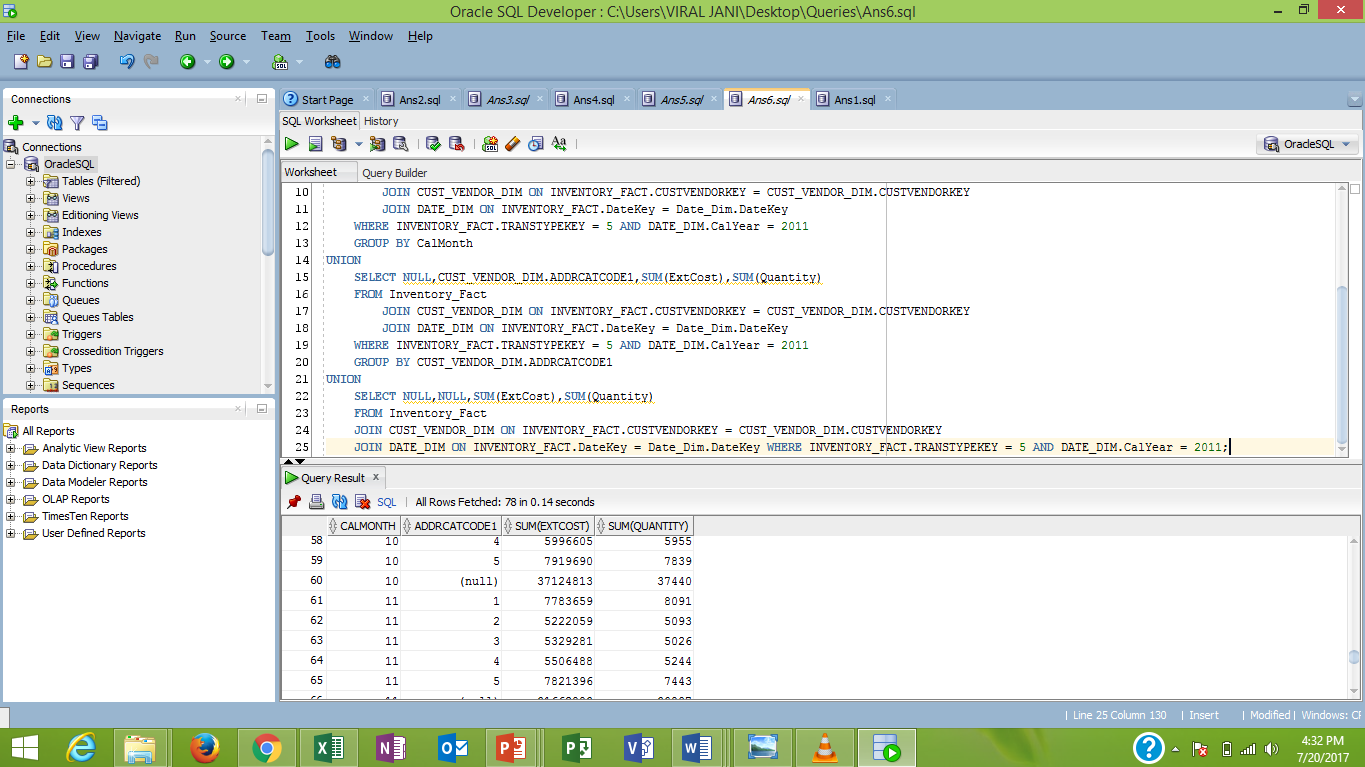 Oracle SQL Developer : C:\Users\VIRAL JANI\Desktop\Queries\Ans6.sql
File Edit View Navigate Run Source Team Tools Window Help
Connections
Connections
OracleSQL
Tables (Filtered)
Views
Editioning Views
Indexes
Packages
Procedures
Functions
Queues
Queues Tables
Triggers
Crossedition Triggers
Types
Sequences
Reports
All Reports
Analytic View Reports
Data Dictionary Reports
Data Modeler Reports
OLAP Reports
TimesTen Reports
User Defined Reports
Start Page Ans2.sql Ans3.sql Ans4.sql Ans5.sql Ans6.sql Ans1.sql
SQL Worksheet History
OracleSQL
Worksheet Query Builder
10 JOIN CUST_VENDOR_DIM ON INVENTORY_FACT.CUSTVENDORKEY = CUST_VENDOR_DIM.CUSTVENDORKEY
11 JOIN DATE_DIM ON INVENTORY_FACT.DateKey = Date_Dim.DateKey
12 WHERE INVENTORY_FACT.TRANSTYPEKEY = 5 AND DATE_DIM.CalYear = 2011
13 GROUP BY CalMonth
14 UNION
15 SELECT NULL,CUST_VENDOR_DIM.ADDRCATCODE1,SUM(ExtCost),SUM(Quantity)
16 FROM Inventory_Fact
17 JOIN CUST_VENDOR_DIM ON INVENTORY_FACT.CUSTVENDORKEY = CUST_VENDOR_DIM.CUSTVENDORKEY
18 JOIN DATE_DIM ON INVENTORY_FACT.DateKey = Date_Dim.DateKey
19 WHERE INVENTORY_FACT.TRANSTYPEKEY = 5 AND DATE_DIM.CalYear = 2011
20 GROUP BY CUST_VENDOR_DIM.ADDRCATCODE1
21 UNION
22 SELECT NULL,NULL,SUM(ExtCost),SUM(Quantity)
23 FROM Inventory_Fact
24 JOIN CUST_VENDOR_DIM ON INVENTORY_FACT.CUSTVENDORKEY = CUST_VENDOR_DIM.CUSTVENDORKEY
25 JOIN DATE_DIM ON INVENTORY_FACT.DateKey = Date_Dim.DateKey WHERE INVENTORY_FACT.TRANSTYPEKEY = 5 AND DATE_DIM.CalYear = 2011;
Query Result
SQL | All Rows Fetched: 78 in 0.14 seconds
CALMONTH ADDRCATCODE1 SUM(EXTCOST) SUM(QUANTITY)
58 10 4 5996605 5955
59 10 5 7919690 7839
60 10 (null) 37124813 37440
61 11 1 7783659 8091
62 11 2 5222059 5093
63 11 3 5329281 5026
64 11 4 5506488 5244
65 11 5 7821396 7443
| Line 25 Column 130 | Insert | Modified | Windows: CF
4:32 PM
7/20/2017